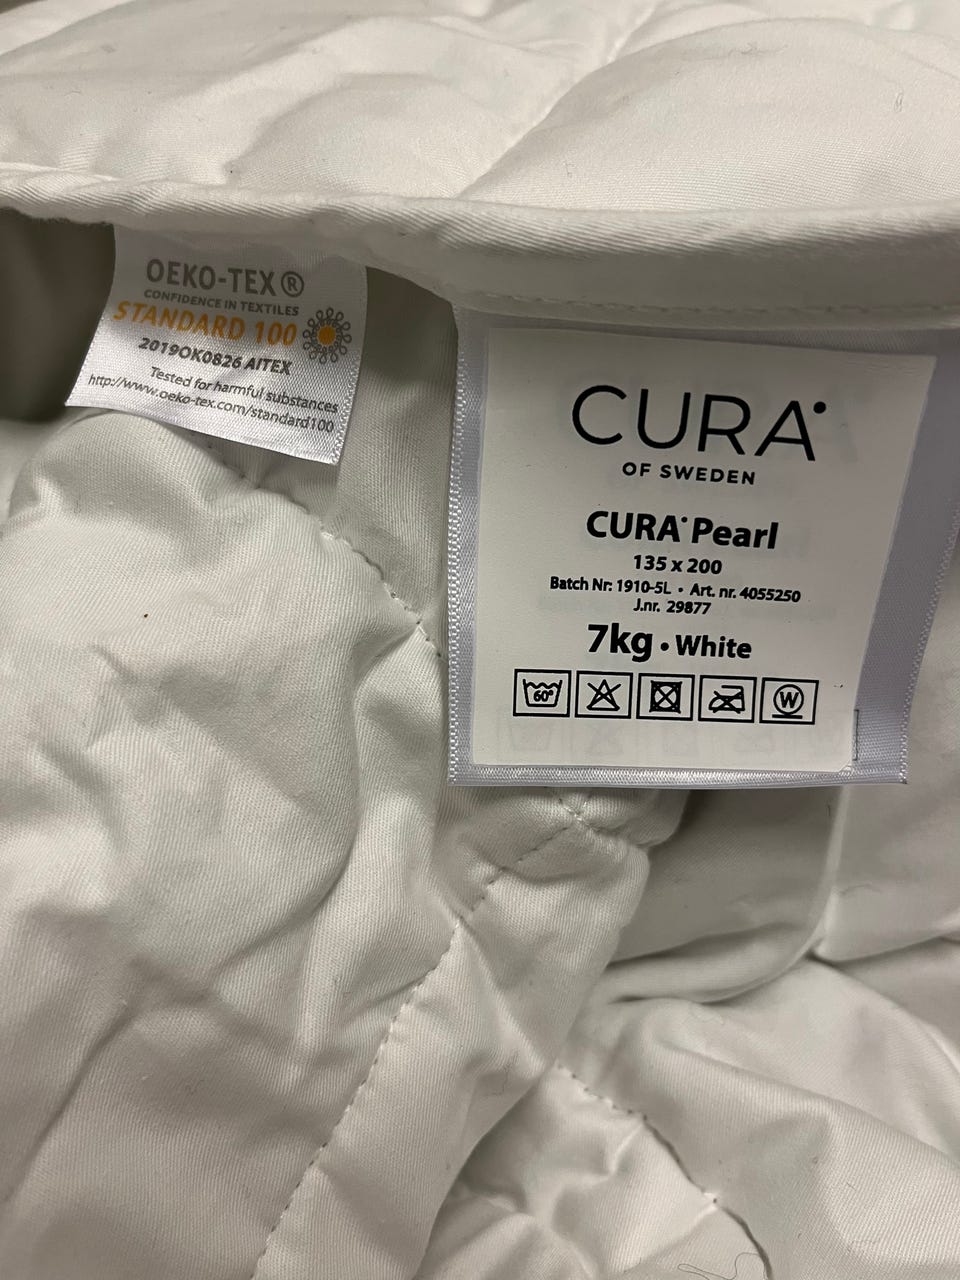 OEKO-TEX®
CONFIDENCE IN TEXTILES
STANDARD 100
2019OK0826 AITEX
Tested for harmful substances
http://www.oeko-tex.com/standard100
CURA
OF SWEDEN
CURA Pearl
135 x 200
Batch Nr: 1910-5L • Art. nr. 4055250
J.nr. 29877
7kg • White
60°
W